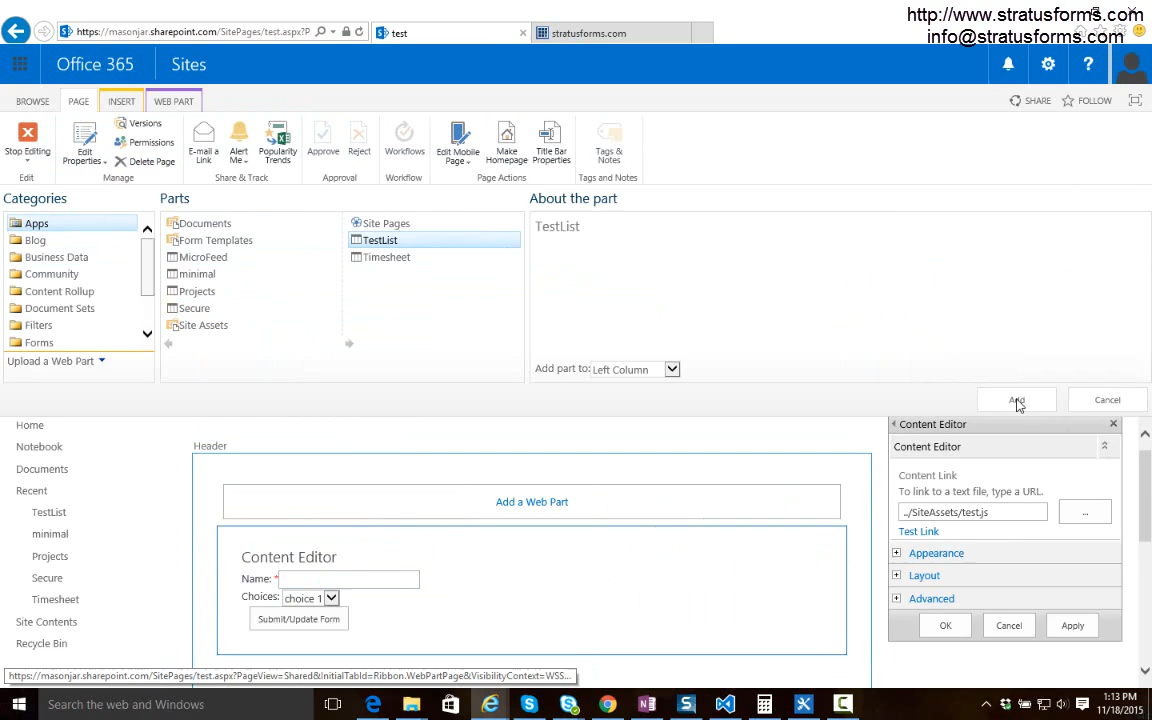 http://www.stratusforms.com
info@stratusforms.com
https://masonjar.sharepoint.com/SitePages/test.aspx?P
test
stratusforms.com
Office 365
Sites
BROWSE
PAGE
INSERT
WEB PART
SHARE
FOLLOW
Stop Editing
Edit Properties
Versions
Permissions
Delete Page
E-mail a Link
Alert Me
Popularity Trends
Approve
Reject
Workflows
Edit Mobile Page
Make Homepage
Title Bar Properties
Tags & Notes
Edit
Manage
Share & Track
Approval
Workflow
Page Actions
Tags and Notes
Categories
Apps
Blog
Business Data
Community
Content Rollup
Document Sets
Filters
Forms
Upload a Web Part
Parts
Documents
Form Templates
MicroFeed
minimal
Projects
Secure
Site Assets
Site Pages
TestList
Timesheet
About the part
TestList
Add part to:
Left Column
Add
Cancel
Home
Notebook
Documents
Recent
TestList
minimal
Projects
Secure
Timesheet
Site Contents
Recycle Bin
Header
Add a Web Part
Content Editor
Name: *
Choices: choice 1
Submit/Update Form
Content Editor
Content Editor
Content Link
To link to a text file, type a URL.
../SiteAssets/test.js
...
Test Link
Appearance
Layout
Advanced
OK
Cancel
Apply
https://masonjar.sharepoint.com/SitePages/test.aspx?PageView=Shared&InitialTabId=Ribbon.WebPartPage&VisibilityContext=WSS...
Search the web and Windows
1:13 PM
11/18/2015